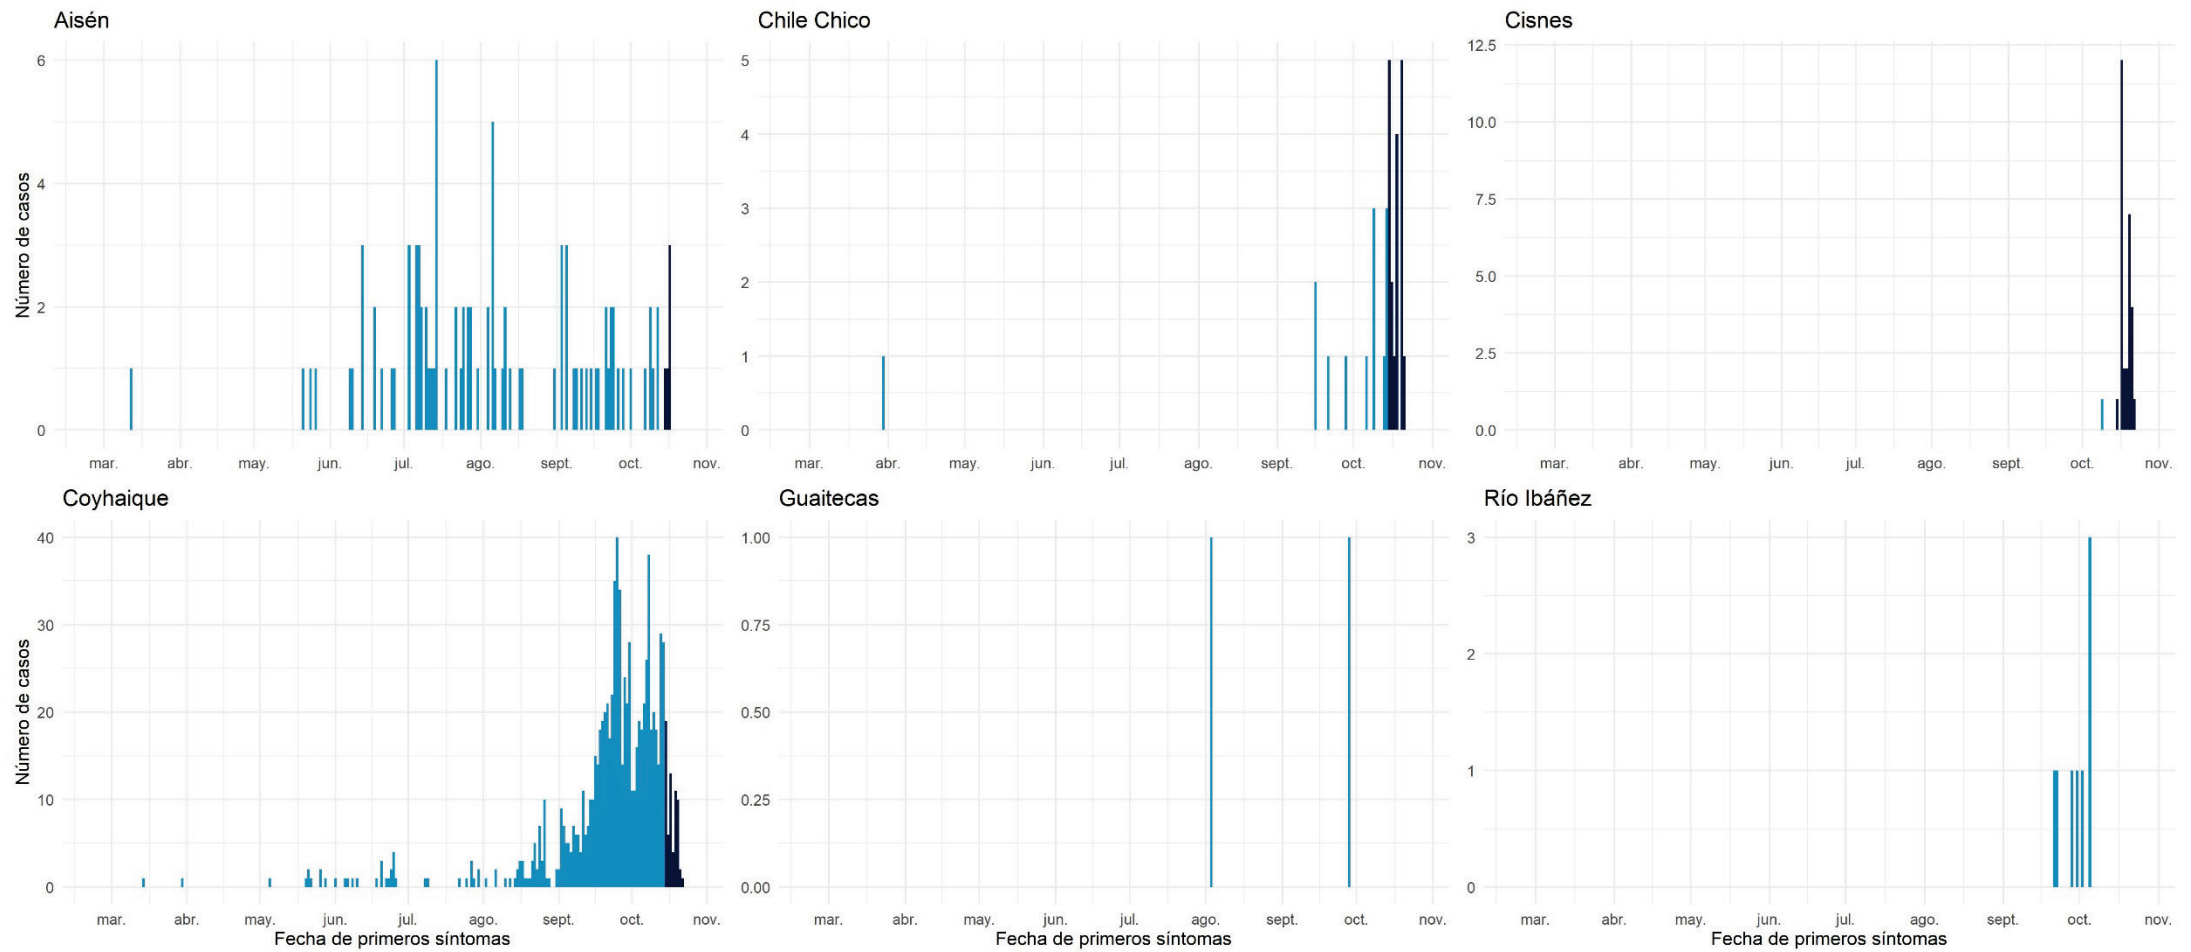 Aisén
Número de casos
6
4
2
0
mar. abr. may. jun. jul. ago. sept. oct. nov.
Chile Chico
5
4
3
2
1
0
mar. abr. may. jun. jul. ago. sept. oct. nov.
Cisnes
12.5
10.0
7.5
5.0
2.5
0.0
mar. abr. may. jun. jul. ago. sept. oct. nov.
Coyhaique
Número de casos
40
30
20
10
0
mar. abr. may. jun. jul. ago. sept. oct. nov.
Fecha de primeros síntomas
Guaitecas
1.00
0.75
0.50
0.25
0.00
mar. abr. may. jun. jul. ago. sept. oct. nov.
Fecha de primeros síntomas
Río Ibáñez
3
2
1
0
mar. abr. may. jun. jul. ago. sept. oct. nov.
Fecha de primeros síntomas